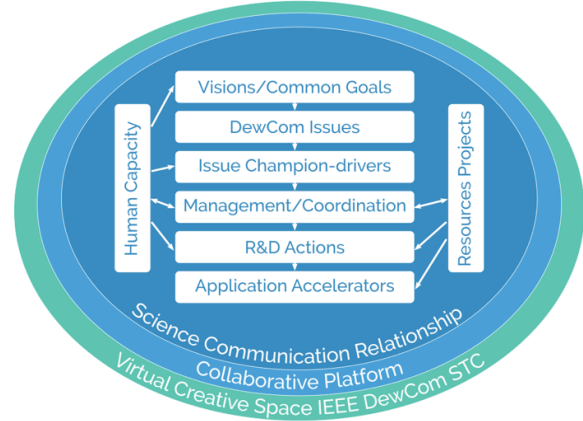 Visions/Common Goals
DewCom Issues
Issue Champion-drivers
Management/Coordination
R&D Actions
Application Accelerators
Human Capacity
Resources Projects
Science Communication Relationship
Collaborative Platform
Virtual Creative Space IEEE DewCom STC